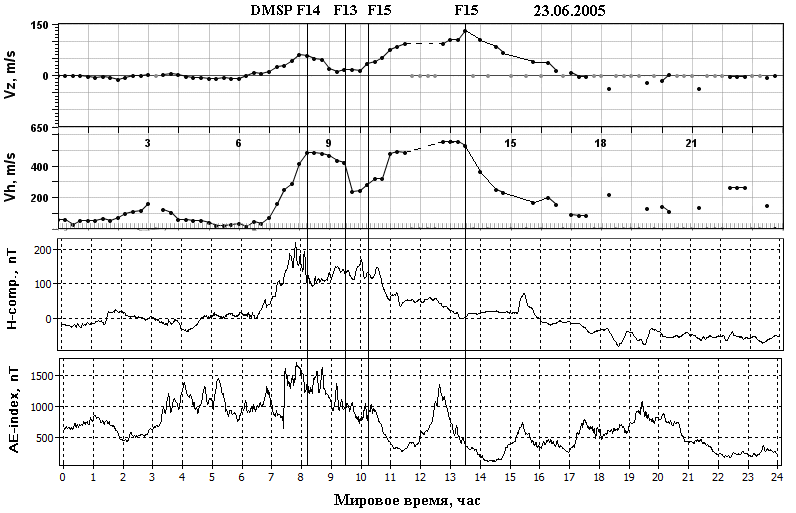 DMSP F14 F13 F15 F15 23.06.2005
150
0
Vz, m/s
650
3 6 9 15 18 21
400
200
Vh, m/s
200
100
0
H-comp., nT
1500
1000
500
AE-index, nT
0 1 2 3 4 5 6 7 8 9 10 11 12 13 14 15 16 17 18 19 20 21 22 23 24
Мировое время, час